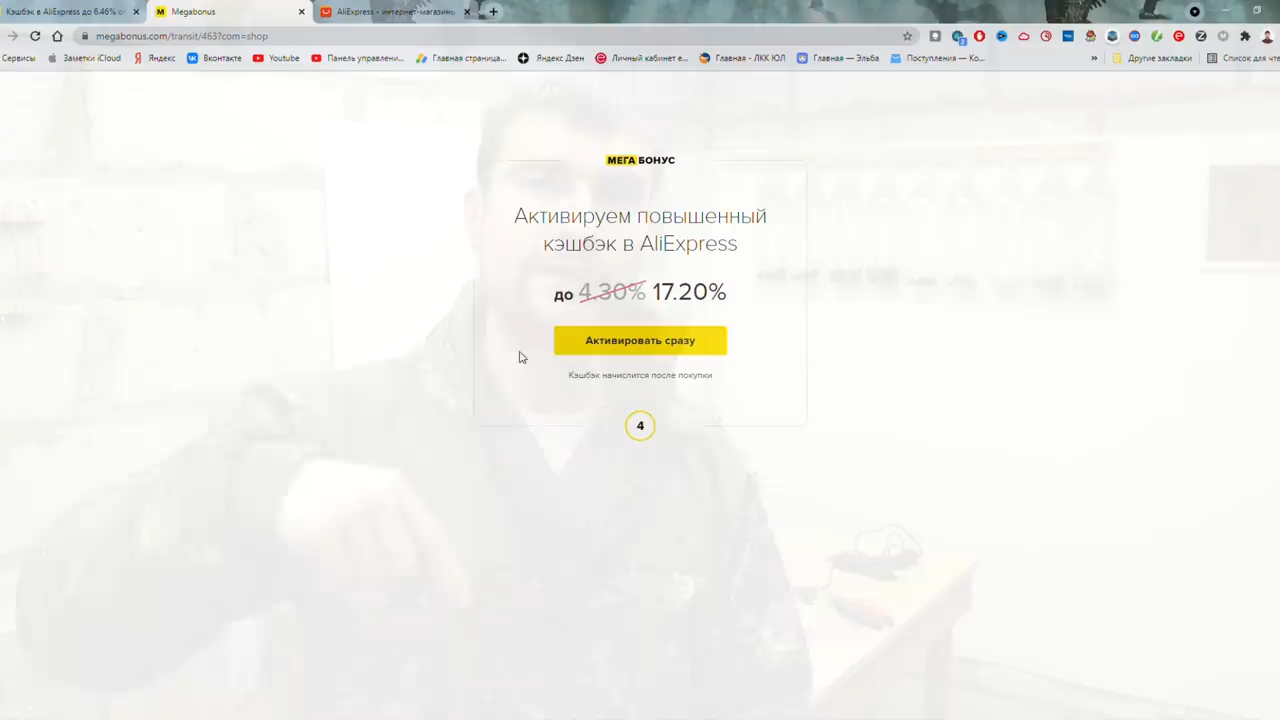 Кэшбэк в AliExpress до 6.46% о
Megabonus
AliExpress - интернет-магазин
megabonus.com/transit/463?com=shop
Сервисы
Заметки iCloud
Яндекс
Вконтакте
Youtube
Панель управлени...
Главная страница...
Яндекс Дзен
Личный кабинет e...
Главная - ЛКК ЮЛ
Главная — Эльба
Поступления — Ко...
»
Другие закладки
Список для чте
МЕГАБОНУС
Активируем повышенный
кэшбэк в AliExpress
до 4.30% 17.20%
Активировать сразу
Кэшбэк начислится после покупки
4